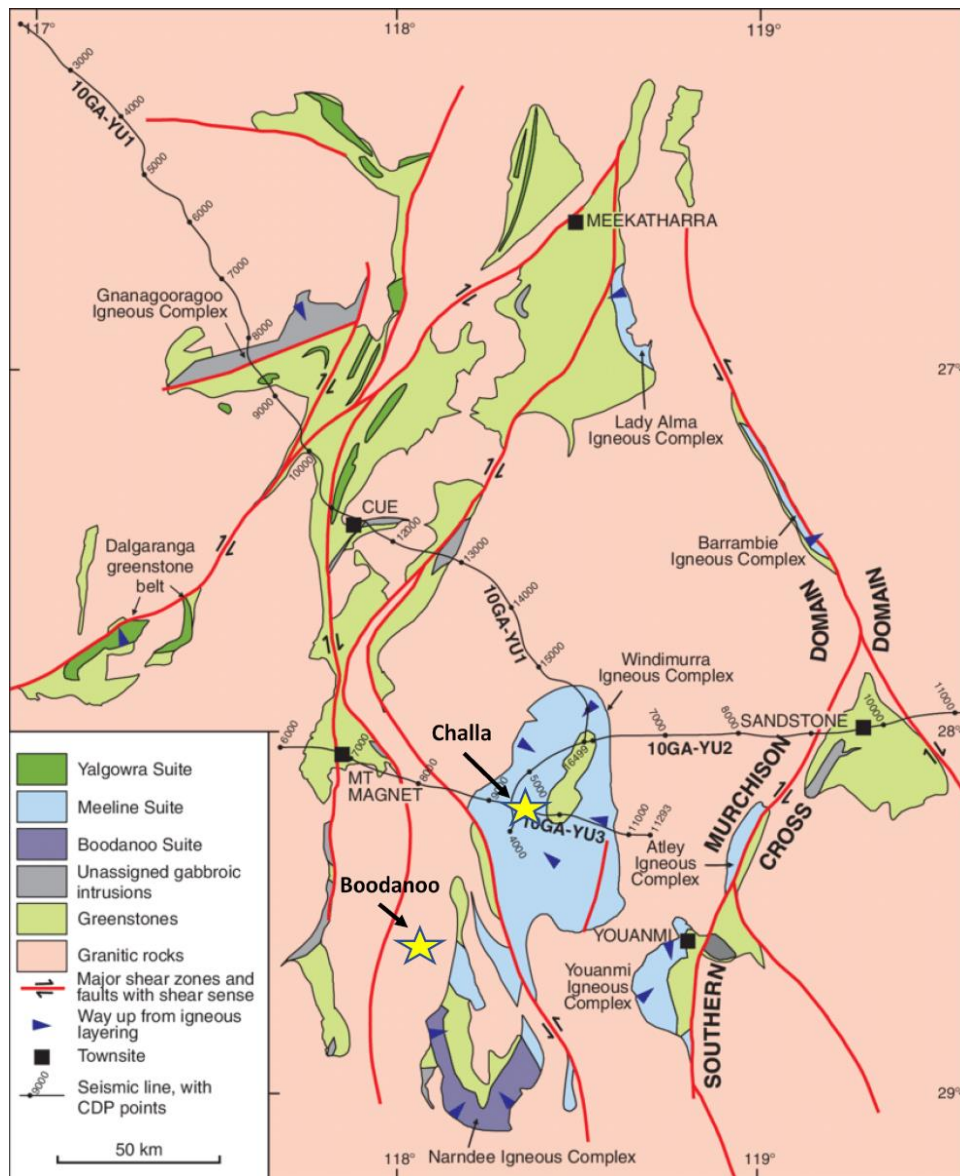 117°
118°
119°
3000
4000
10GA-YU1
5000
6000
7000
8000
9000
10000
MEEKATHARRA
Gnanagooragoo
Igneous Complex
27°
Lady Alma
Igneous Complex
CUE
12000
13000
14000
15000
10GA-YU1
Dalgaranga
greenstone
belt
Barrambie
Igneous Complex
DOMAIN
DOMAIN
Windimurra
Igneous Complex
6000
7000
8000
MT
MAGNET
Challa
16499
5000
4000
7000
8000
10GA-YU2
SANDSTONE
10000
11000
28°
10GA-YU3
11000
11293
MURCHISON
CROSS
Atley
Igneous
Complex
Boodanoo
YOUANMI
Youanmi
Igneous
Complex
SOUTHERN
29°
Narndee Igneous Complex
118°
119°
Yalgowra Suite
Meeline Suite
Boodanoo Suite
Unassigned gabbroic
intrusions
Greenstones
Granitic rocks
Major shear zones and
faults with shear sense
Way up from igneous
layering
Townsite
9000
Seismic line, with
CDP points
50 km